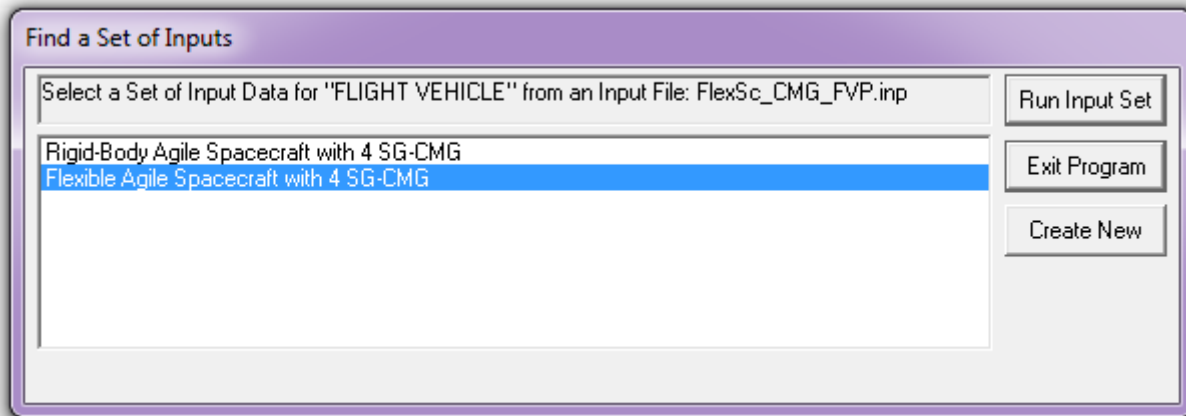 Find a Set of Inputs
Select a Set of Input Data for "FLIGHT VEHICLE" from an Input File: FlexSc_CMG_FVP.inp
Run Input Set
Rigid-Body Agile Spacecraft with 4 SG-CMG
Flexible Agile Spacecraft with 4 SG-CMG
Exit Program
Create New